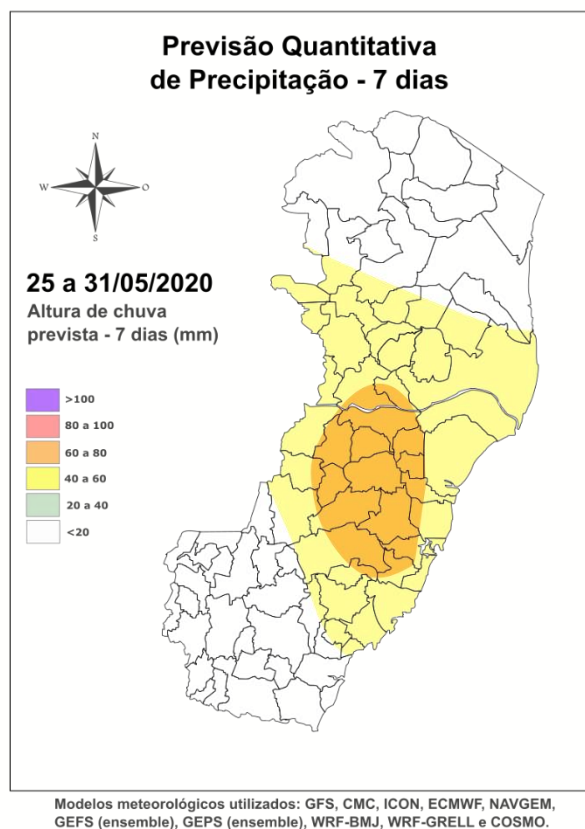 Previsão Quantitativa
de Precipitação - 7 dias
N
W
O
S
25 a 31/05/2020
Altura de chuva
prevista - 7 dias (mm)
>100
80 a 100
60 a 80
40 a 60
20 a 40
<20
Modelos meteorológicos utilizados: GFS, CMC, ICON, ECMWF, NAVGEM,
GEFS (ensemble), GEPS (ensemble), WRF-BMJ, WRF-GRELL e COSMO.